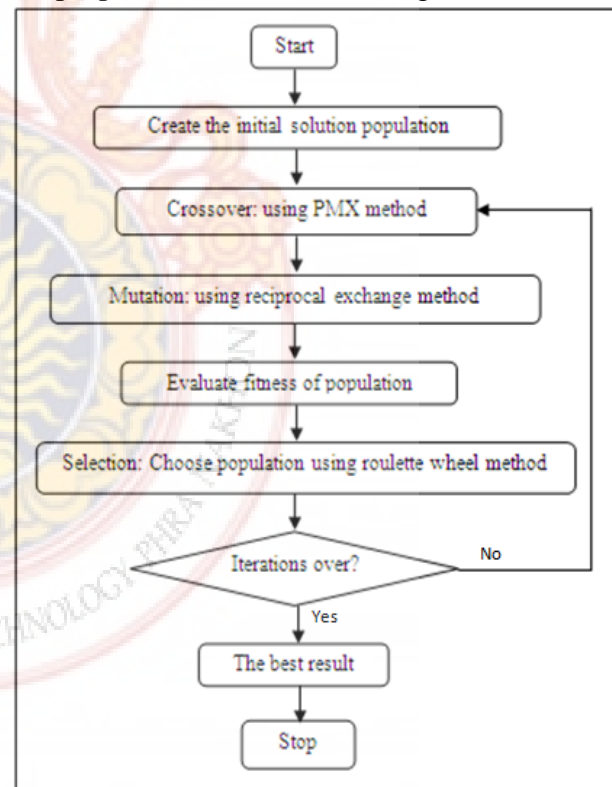 Start
Create the initial solution population
Crossover: using PMX method
Mutation: using reciprocal exchange method
Evaluate fitness of population
Selection: Choose population using roulette wheel method
Iterations over?
No
Yes
The best result
Stop